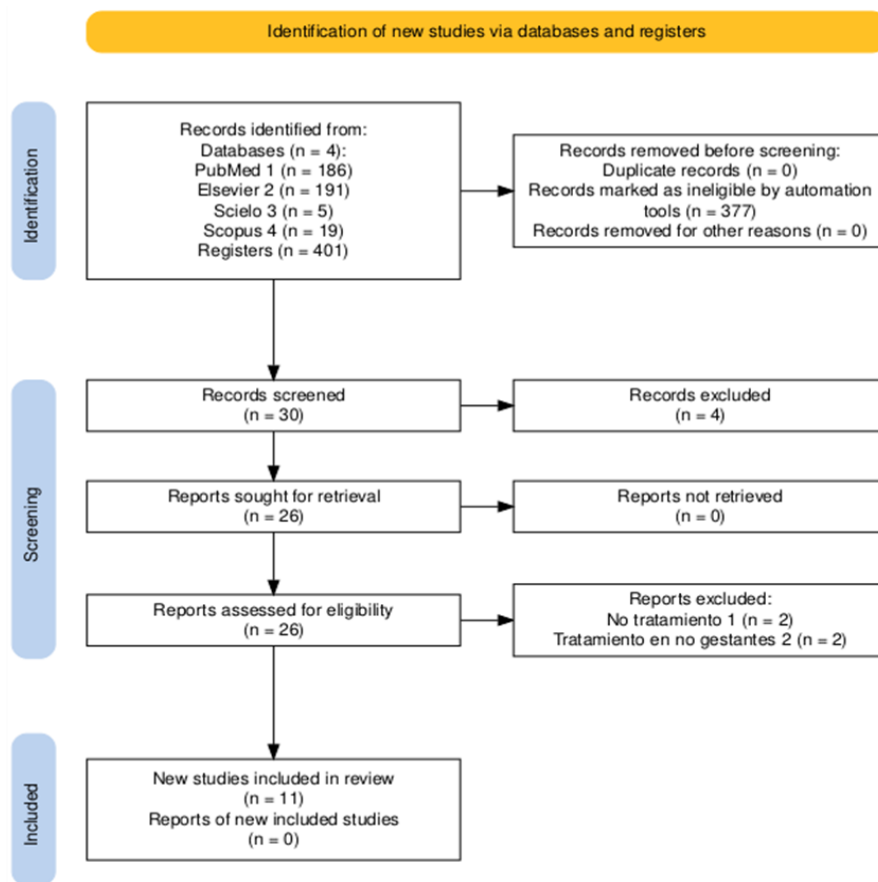 Identification of new studies via databases and registers
Identification
Records identified from:
Databases (n = 4):
PubMed 1 (n = 186)
Elsevier 2 (n = 191)
Scielo 3 (n = 5)
Scopus 4 (n = 19)
Registers (n = 401)
Records removed before screening:
Duplicate records (n = 0)
Records marked as ineligible by automation
tools (n = 377)
Records removed for other reasons (n = 0)
Screening
Records screened
(n = 30)
Records excluded
(n = 4)
Reports sought for retrieval
(n = 26)
Reports not retrieved
(n = 0)
Reports assessed for eligibility
(n = 26)
Reports excluded:
No tratamiento 1 (n = 2)
Tratamiento en no gestantes 2 (n = 2)
Included
New studies included in review
(n = 11)
Reports of new included studies
(n = 0)